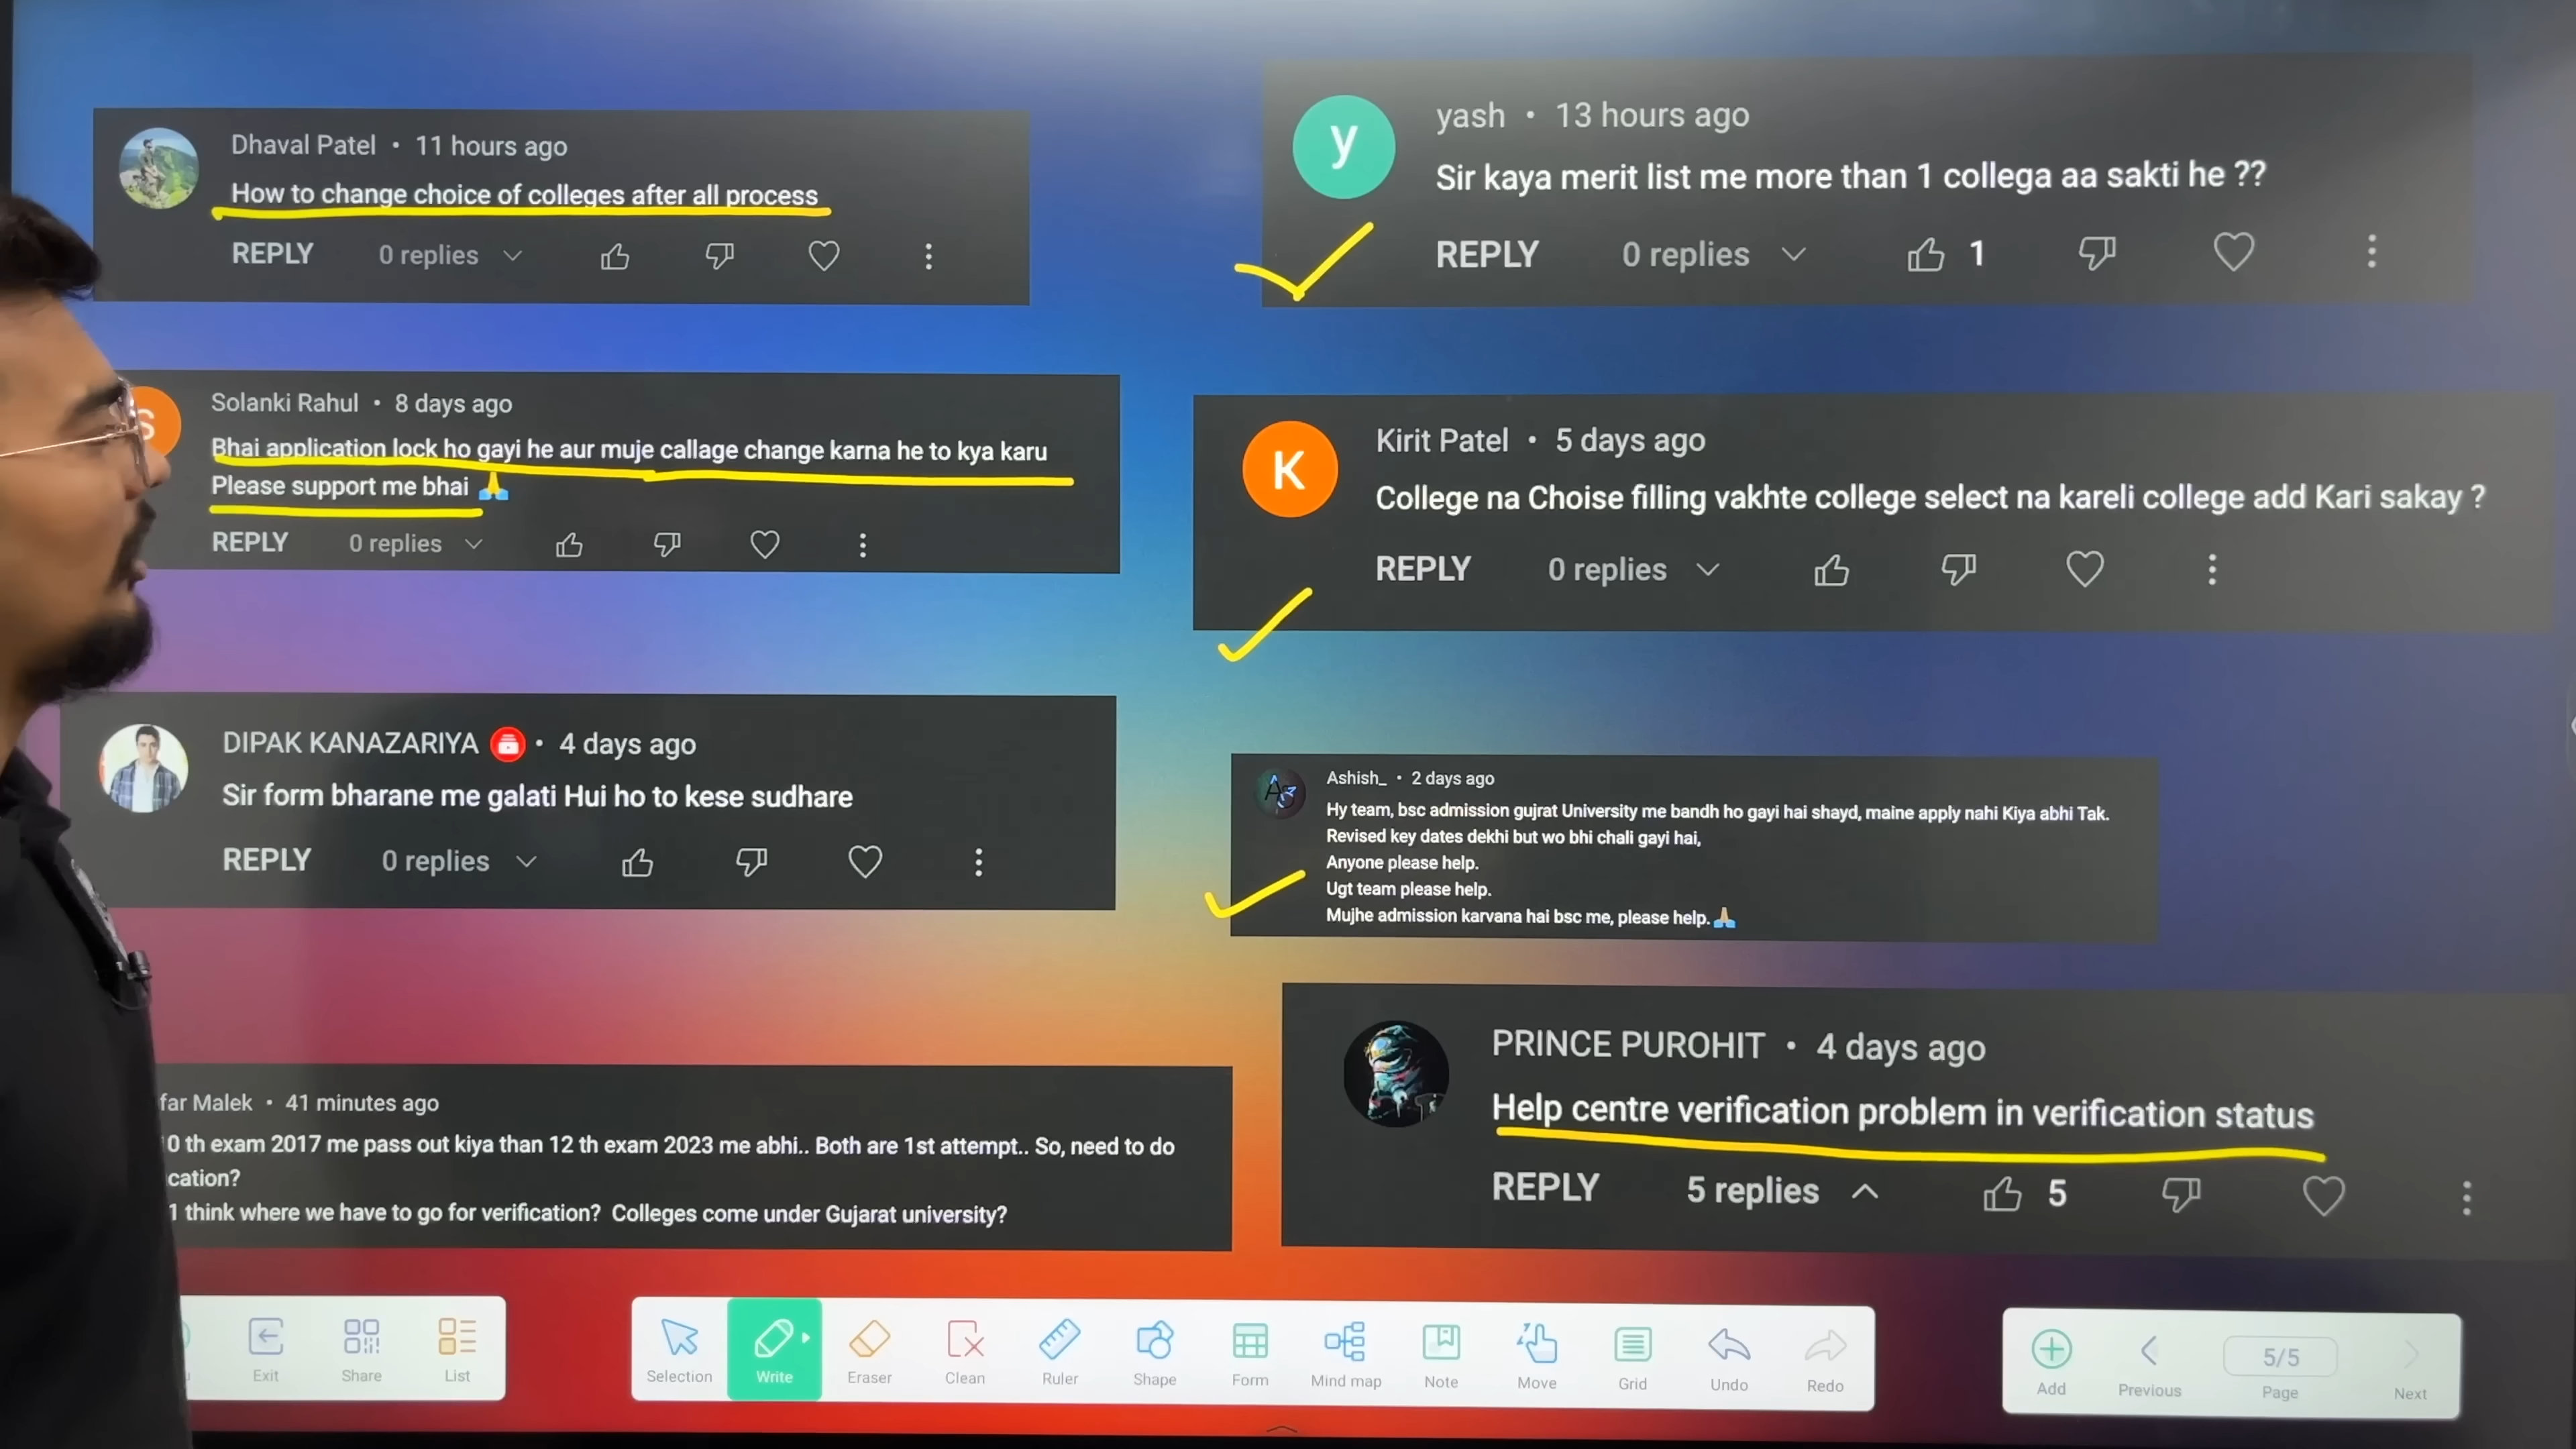 Dhaval Patel • 11 hours ago
How to change choice of colleges after all process
REPLY 0 replies
Solanki Rahul • 8 days ago
Bhai application lock ho gayi he aur muje callage change karna he to kya karu
Please support me bhai 🙏
REPLY 0 replies
DIPAK KANAZARIYA • 4 days ago
Sir form bharane me galati Hui ho to kese sudhare
REPLY 0 replies
far Malek • 41 minutes ago
0 th exam 2017 me pass out kiya than 12 th exam 2023 me abhi.. Both are 1st attempt.. So, need to do
cation?
1 think where we have to go for verification? Colleges come under Gujarat university?
y
yash • 13 hours ago
Sir kaya merit list me more than 1 collega aa sakti he ??
REPLY 0 replies 1
K
Kirit Patel • 5 days ago
College na Choise filling vakhte college select na kareli college add Kari sakay ?
REPLY 0 replies
Ashish_ • 2 days ago
Hy team, bsc admission gujrat University me bandh ho gayi hai shayd, maine apply nahi Kiya abhi Tak.
Revised key dates dekhi but wo bhi chali gayi hai,
Anyone please help.
Ugt team please help.
Mujhe admission karvana hai bsc me, please help. 🙏
PRINCE PUROHIT • 4 days ago
Help centre verification problem in verification status
REPLY 5 replies 5
Exit Share List
Selection Write Eraser Clean Ruler Shape Form Mind map Note Move Grid Undo Redo
5/5
Add Previous Page Next